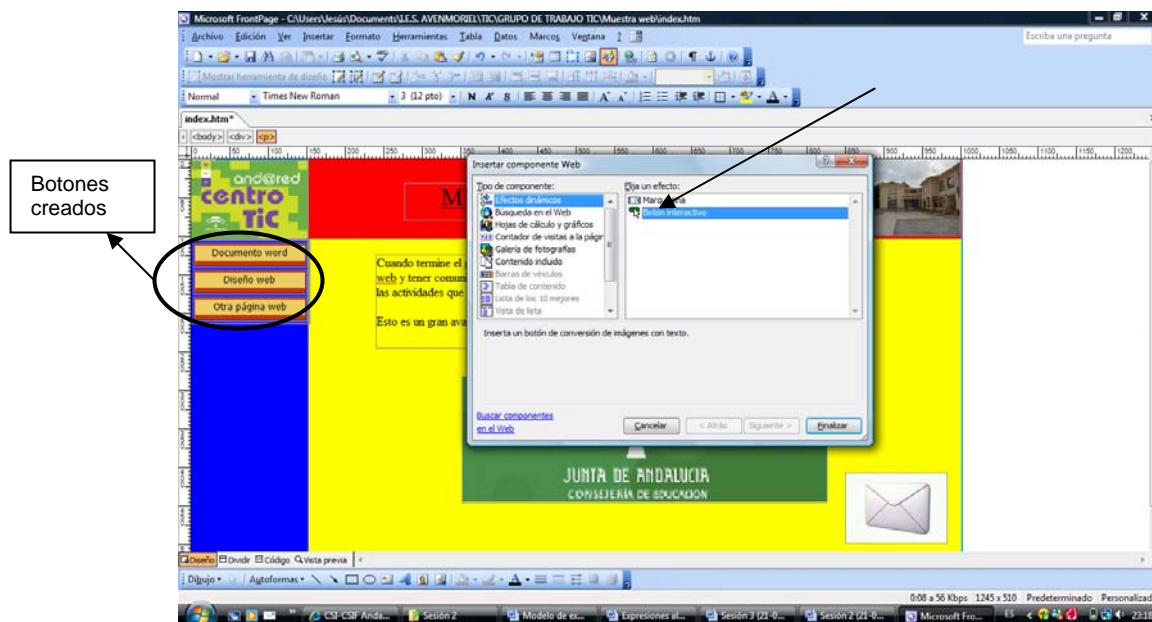 Microsoft FrontPage - C:\Users\Jesús\Documents\I.E.S. AVENMORIEL\TIC\GRUPO DE TRABAJO TIC\Muestra web\index.htm
Archivo Edición Ver Insertar Formato Herramientas Tabla Datos Marcos Ventana ?
Escriba una pregunta
Mostrar herramienta de diseño
Normal Times New Roman 3 (12 pto) N K S
index.htm*
<body> <div> <p>
Botones
creados
and@red
centro
TIC
M
Documento word
Diseño web
Otra página web
Cuando termine el
web y tener comun
las actividades que
Esto es un gran ava
Insertar componente Web
Tipo de componente:
Efectos dinámicos
Búsqueda en el Web
Hojas de cálculo y gráficos
Contador de visitas a la págir
Galería de fotografías
Contenido incluido
Barras de vínculos
Tabla de contenido
Lista de los 10 mejores
Vista de lista
Elija un efecto:
Marquesina
Botón interactivo
Inserta un botón de conversión de imágenes con texto.
Buscar componentes
en el Web
Cancelar < Atrás Siguiente > Finalizar
JUNTA DE ANDALUCIA
CONSEJERÍA DE EDUCACION
Diseño Dividir Código Vista previa
Dibujo Autoformas
0:08 a 56 Kbps 1245 x 510 Predeterminado Personalizad
CSI-CSIF Anda... Sesión 2 Modelo de ex... Expresiones al... Sesión 3 (21-0... Sesión 2 (21-0... Microsoft Fro... ES 23:18